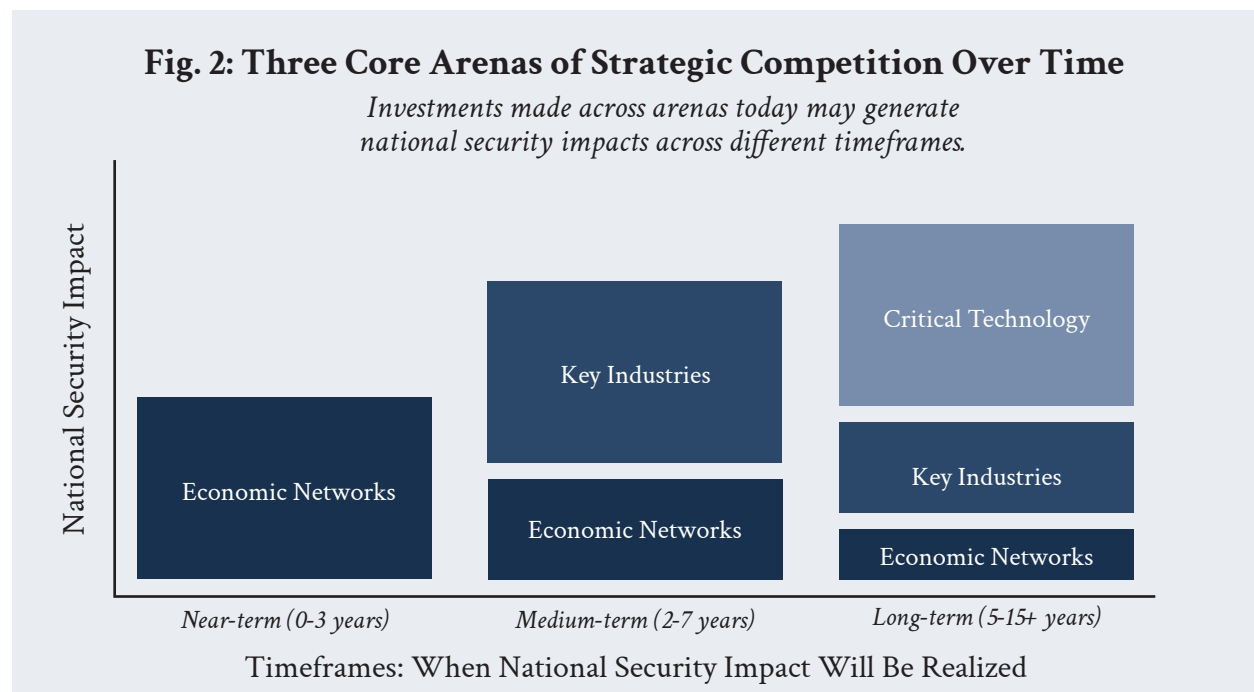 Fig. 2: Three Core Arenas of Strategic Competition Over Time
Investments made across arenas today may generate
national security impacts across different timeframes.
National Security Impact
Economic Networks
Key Industries
Economic Networks
Critical Technology
Key Industries
Economic Networks
Near-term (0-3 years)
Medium-term (2-7 years)
Long-term (5-15+ years)
Timeframes: When National Security Impact Will Be Realized